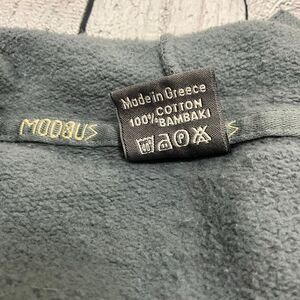 Made in Greece
COTTON
100% BAMBAKI
MODBUS
S